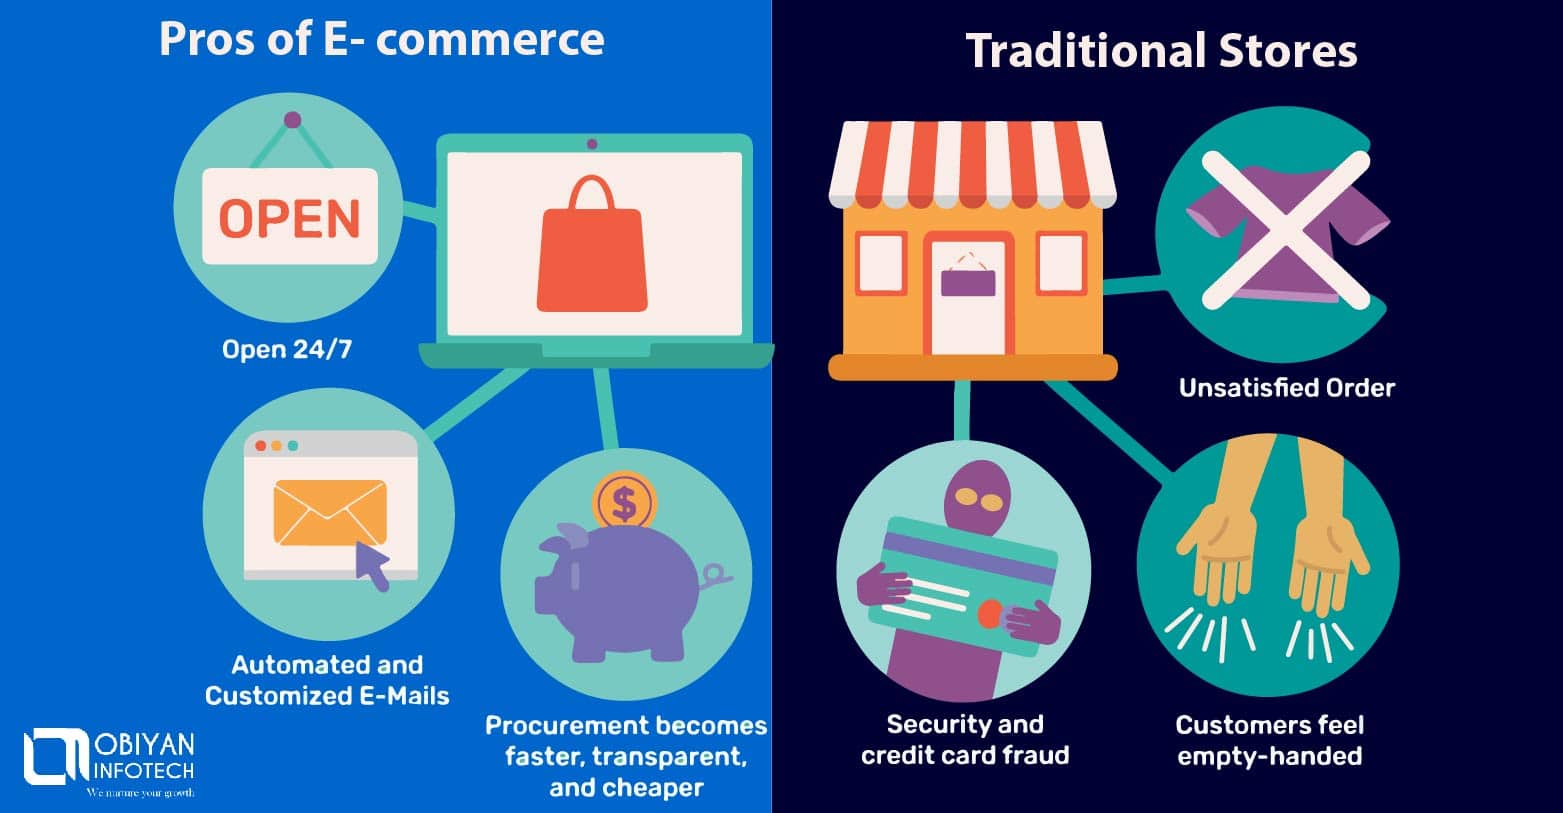 Pros of E- commerce
OPEN
Open 24/7
Automated and
Customized E-Mails
$
Procurement becomes
faster, transparent,
and cheaper
OBIYAN
INFOTECH
We nurture your growth
Traditional Stores
Unsatisfied Order
Security and
credit card fraud
Customers feel
empty-handed